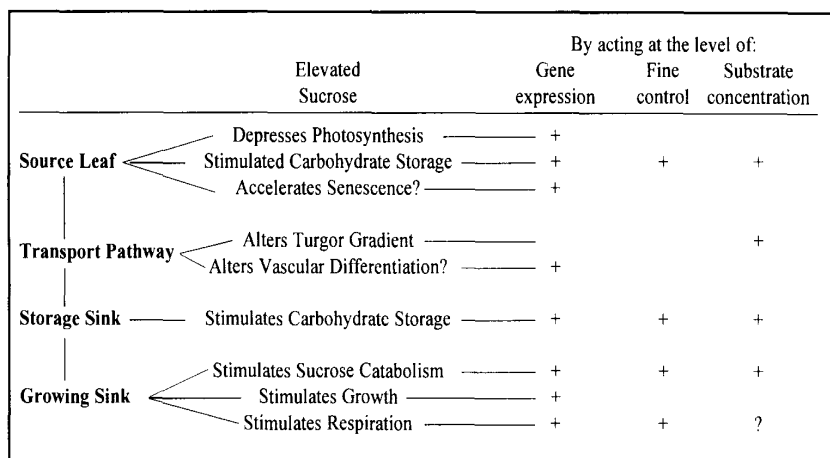 By acting at the level of:
Elevated Gene Fine Substrate
Sucrose expression control concentration
Depresses Photosynthesis +
Source Leaf Stimulated Carbohydrate Storage + + +
Accelerates Senescence? +
Alters Turgor Gradient +
Transport Pathway
Alters Vascular Differentiation? +
Storage Sink Stimulates Carbohydrate Storage + + +
Stimulates Sucrose Catabolism + + +
Growing Sink Stimulates Growth +
Stimulates Respiration + + ?